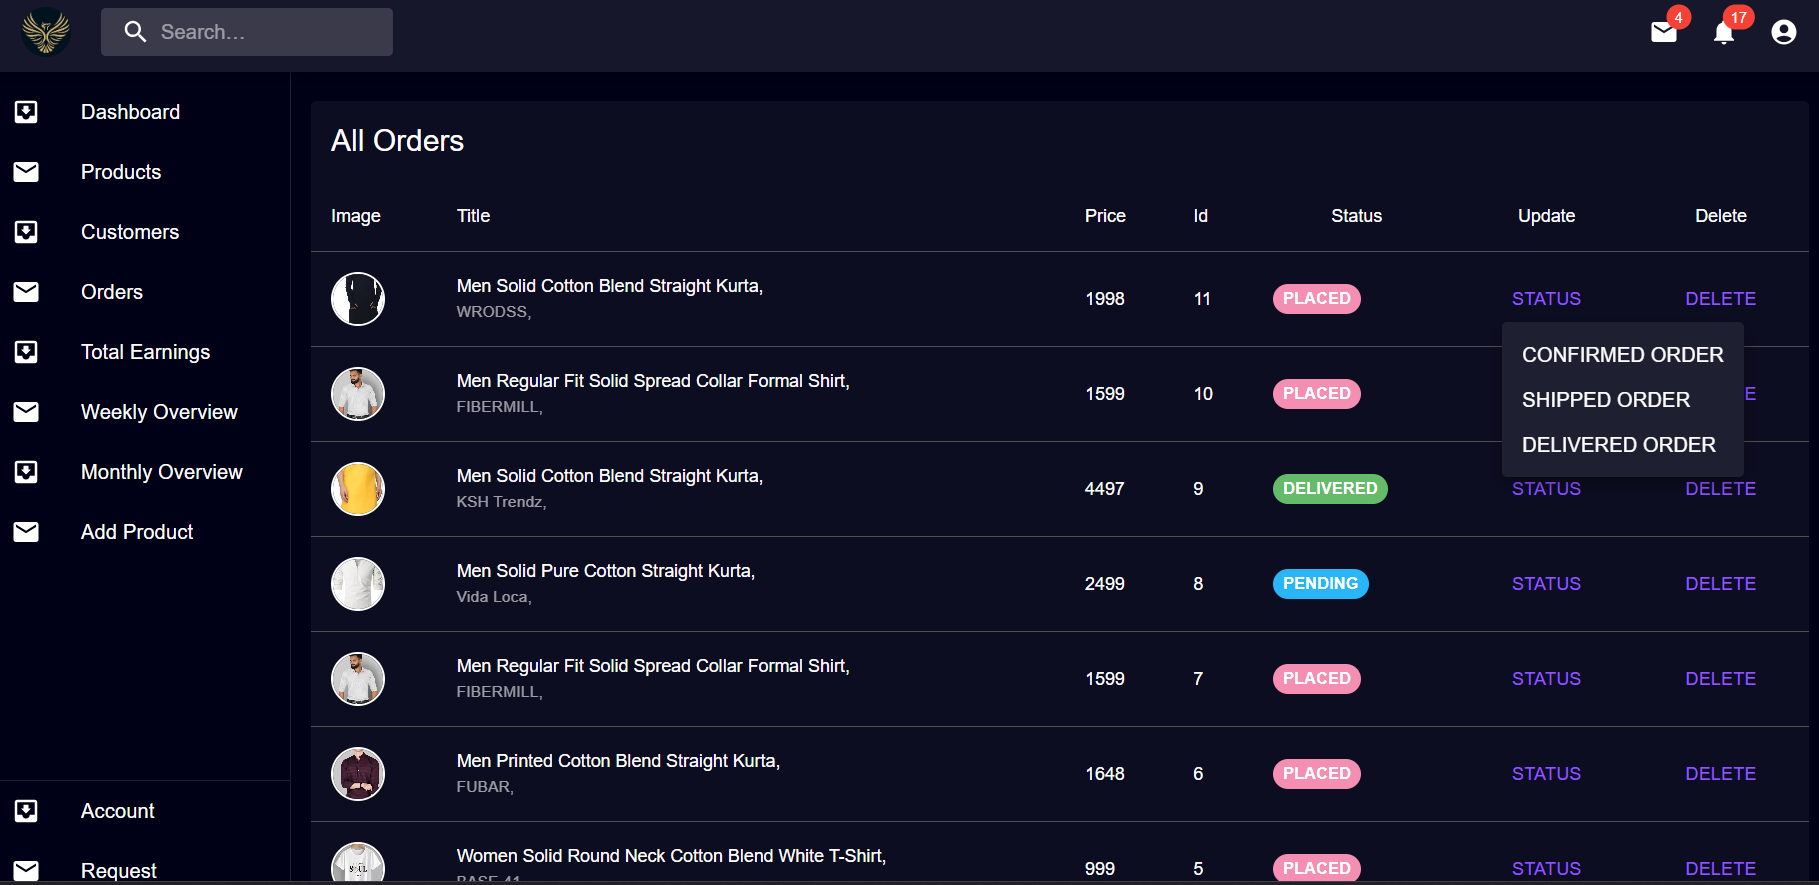 Search...
4
17
Dashboard
Products
Customers
Orders
Total Earnings
Weekly Overview
Monthly Overview
Add Product
Account
Request
All Orders
Image Title Price Id Status Update Delete
Men Solid Cotton Blend Straight Kurta,
WRODSS,
1998 11 PLACED STATUS DELETE
CONFIRMED ORDER
SHIPPED ORDER
DELIVERED ORDER
Men Regular Fit Solid Spread Collar Formal Shirt,
FIBERMILL,
1599 10 PLACED E
Men Solid Cotton Blend Straight Kurta,
KSH Trendz,
4497 9 DELIVERED STATUS DELETE
Men Solid Pure Cotton Straight Kurta,
Vida Loca,
2499 8 PENDING STATUS DELETE
Men Regular Fit Solid Spread Collar Formal Shirt,
FIBERMILL,
1599 7 PLACED STATUS DELETE
Men Printed Cotton Blend Straight Kurta,
FUBAR,
1648 6 PLACED STATUS DELETE
Women Solid Round Neck Cotton Blend White T-Shirt,
999 5 PLACED STATUS DELETE